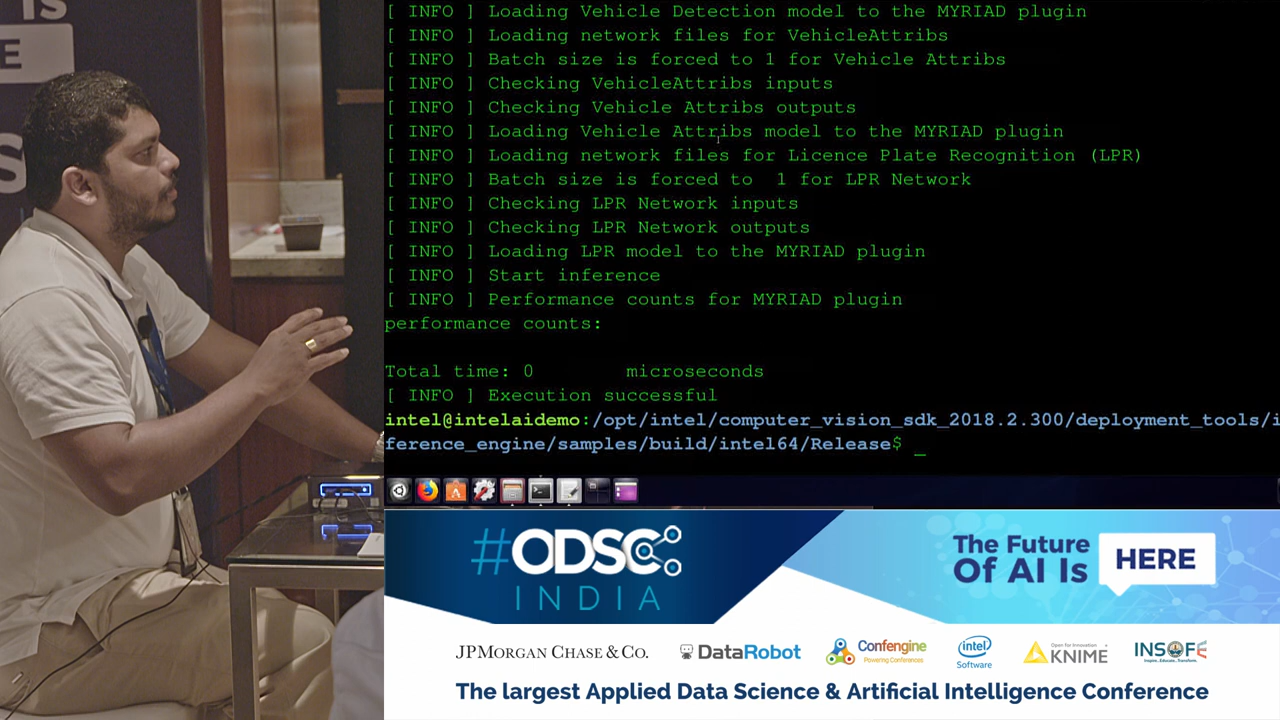 IS
E
S
[ INFO ] Loading Vehicle Detection model to the MYRIAD plugin
[ INFO ] Loading network files for VehicleAttribs
[ INFO ] Batch size is forced to 1 for Vehicle Attribs
[ INFO ] Checking VehicleAttribs inputs
[ INFO ] Checking Vehicle Attribs outputs
[ INFO ] Loading Vehicle Attribs model to the MYRIAD plugin
[ INFO ] Loading network files for Licence Plate Recognition (LPR)
[ INFO ] Batch size is forced to  1 for LPR Network
[ INFO ] Checking LPR Network inputs
[ INFO ] Checking LPR Network outputs
[ INFO ] Loading LPR model to the MYRIAD plugin
[ INFO ] Start inference
[ INFO ] Performance counts for MYRIAD plugin
performance counts:
Total time: 0        microseconds
[ INFO ] Execution successful
intel@intelaidemo:/opt/intel/computer_vision_sdk_2018.2.300/deployment_tools/i
ference_engine/samples/build/intel64/Release$ _
#ODSC
INDIA
The Future
Of AI Is HERE
JPMORGAN CHASE & CO. DataRobot Confengine Powering Conferences intel Software Open for Innovation KNIME INSOFE Inspire...Educate...Transform.
The largest Applied Data Science & Artificial Intelligence Conference